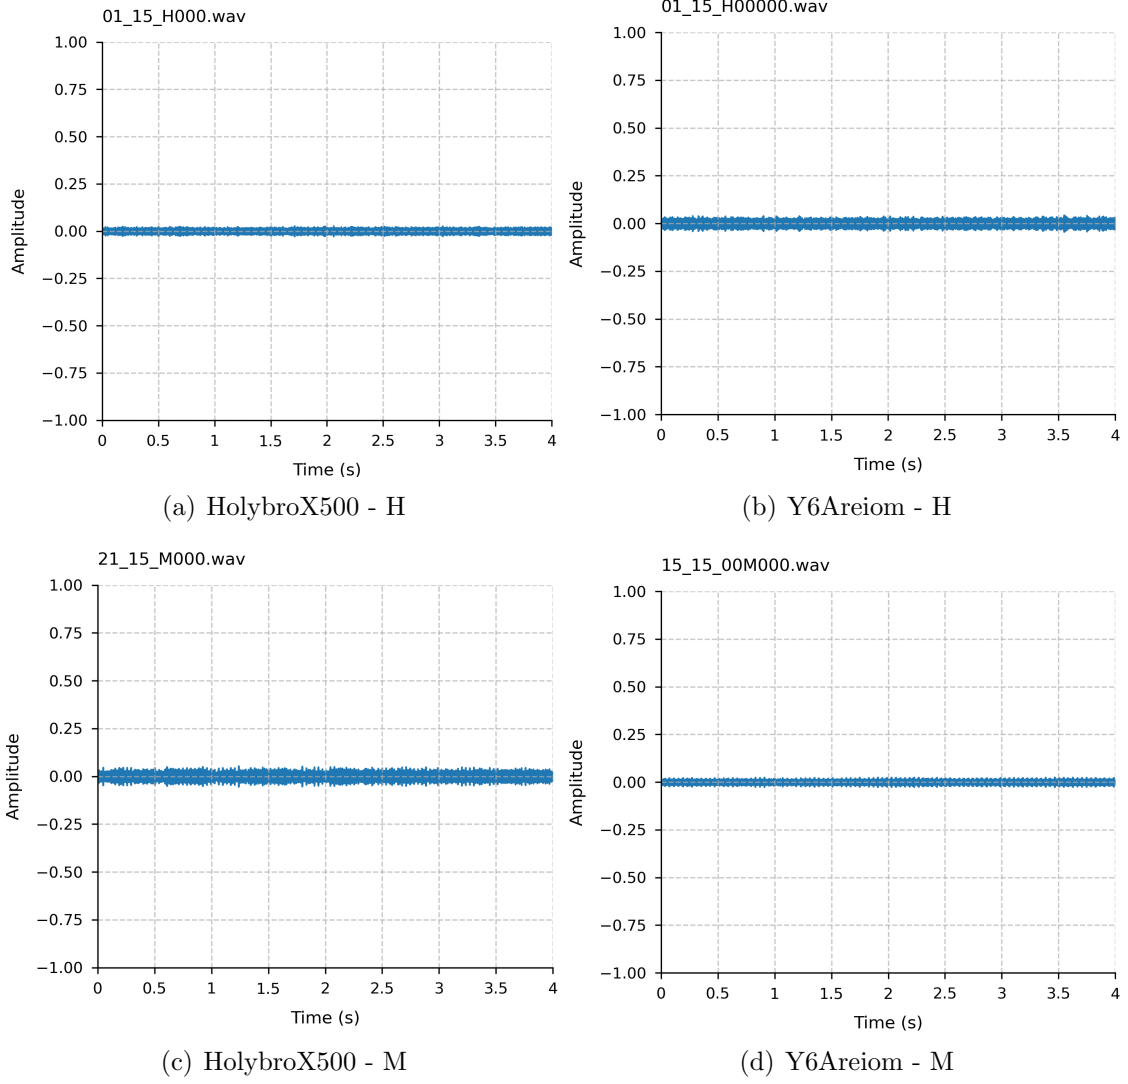 01_15_H000.wav
1.00
0.75
0.50
0.25
0.00
−0.25
−0.50
−0.75
−1.00
Amplitude
0 0.5 1 1.5 2 2.5 3 3.5 4
Time (s)
(a) HolybroX500 - H
01_15_H00000.wav
1.00
0.75
0.50
0.25
0.00
−0.25
−0.50
−0.75
−1.00
Amplitude
0 0.5 1 1.5 2 2.5 3 3.5 4
Time (s)
(b) Y6Areiom - H
21_15_M000.wav
1.00
0.75
0.50
0.25
0.00
−0.25
−0.50
−0.75
−1.00
Amplitude
0 0.5 1 1.5 2 2.5 3 3.5 4
Time (s)
(c) HolybroX500 - M
15_15_00M000.wav
1.00
0.75
0.50
0.25
0.00
−0.25
−0.50
−0.75
−1.00
Amplitude
0 0.5 1 1.5 2 2.5 3 3.5 4
Time (s)
(d) Y6Areiom - M